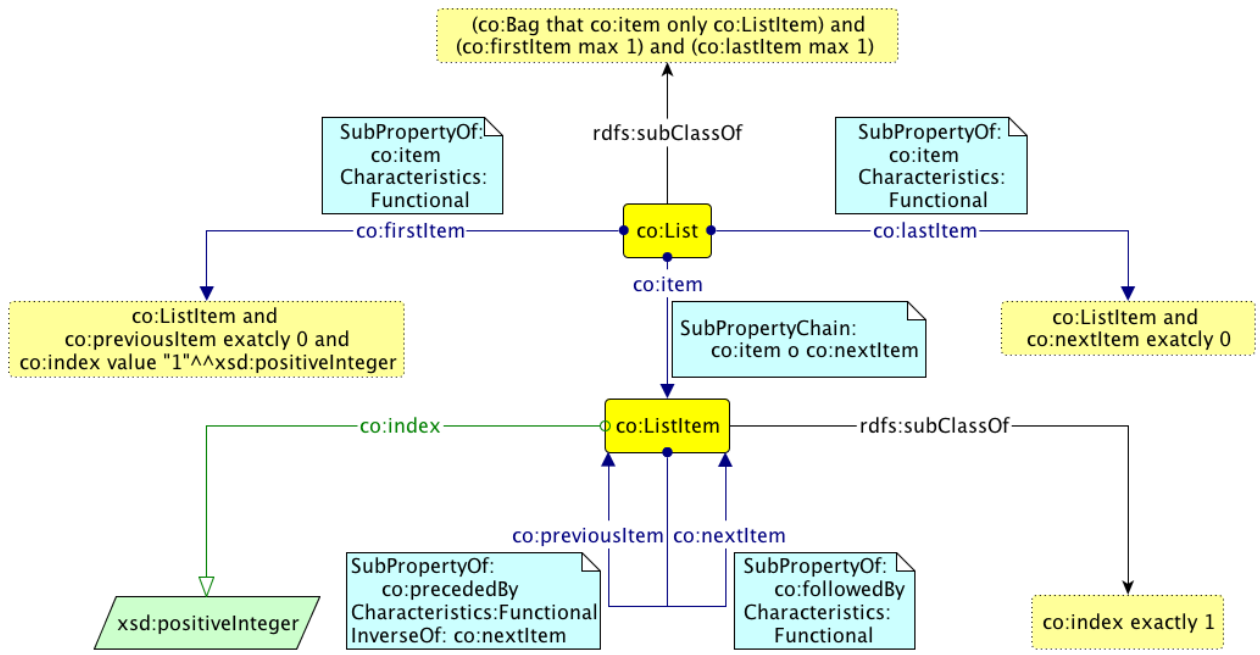 (co:Bag that co:item only co:ListItem) and
(co:firstItem max 1) and (co:lastItem max 1)
rdfs:subClassOf
SubPropertyOf:
co:item
Characteristics:
Functional
SubPropertyOf:
co:item
Characteristics:
Functional
co:firstItem
co:List
co:lastItem
co:item
co:ListItem and
co:previousItem exatcly 0 and
co:index value "1"^^xsd:positiveInteger
SubPropertyChain:
co:item o co:nextItem
co:ListItem and
co:nextItem exatcly 0
co:index
co:ListItem
rdfs:subClassOf
co:previousItem
co:nextItem
SubPropertyOf:
co:precededBy
Characteristics:Functional
InverseOf: co:nextItem
SubPropertyOf:
co:followedBy
Characteristics:
Functional
xsd:positiveInteger
co:index exactly 1